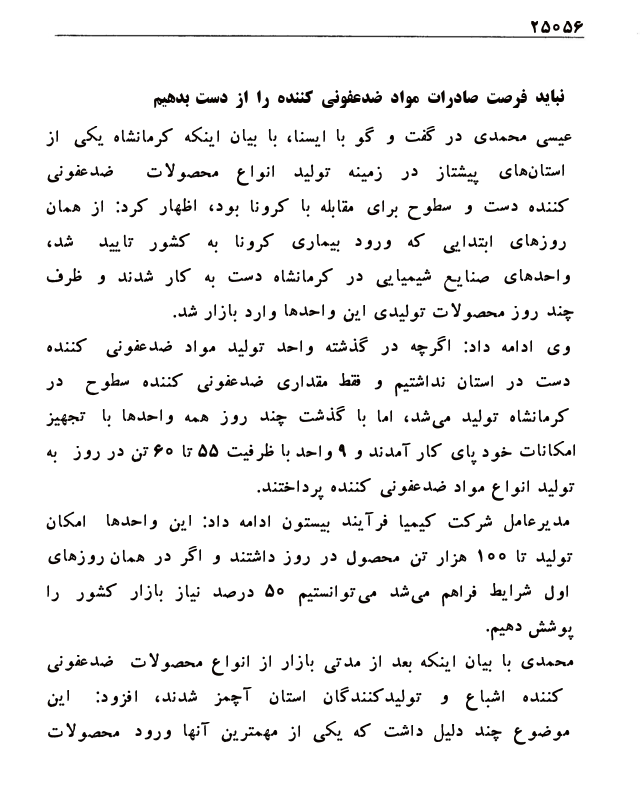 ۲۵۰۵۶
نباید فرصت صادرات مواد ضدعفونی کننده را از دست بدهیم
عیسی محمدی در گفت و گو با ایسنا، با بیان اینکه کرمانشاه یکی از
استان‌های پیشتاز در زمینه تولید انواع محصولات ضدعفونی
کننده دست و سطوح برای مقابله با کرونا بود، اظهار کرد: از همان
روزهای ابتدایی که ورود بیماری کرونا به کشور تایید شد،
واحدهای صنایع شیمیایی در کرمانشاه دست به کار شدند و ظرف
چند روز محصولات تولیدی این واحدها وارد بازار شد.
وی ادامه داد: اگرچه در گذشته واحد تولید مواد ضدعفونی کننده
دست در استان نداشتیم و فقط مقداری ضدعفونی کننده سطوح در
کرمانشاه تولید می‌شد، اما با گذشت چند روز همه واحدها با تجهیز
امکانات خود پای کار آمدند و ۹ واحد با ظرفیت ۵۵ تا ۶۰ تن در روز به
تولید انواع مواد ضدعفونی کننده پرداختند.
مدیرعامل شرکت کیمیا فرآیند بیستون ادامه داد: این واحدها امکان
تولید تا ۱۰۰ هزار تن محصول در روز داشتند و اگر در همان روزهای
اول شرایط فراهم می‌شد می‌توانستیم ۵۰ درصد نیاز بازار کشور را
پوشش دهیم.
محمدی با بیان اینکه بعد از مدتی بازار از انواع محصولات ضدعفونی
کننده اشباع و تولیدکنندگان استان آچمز شدند، افزود: این
موضوع چند دلیل داشت که یکی از مهمترین آنها ورود محصولات